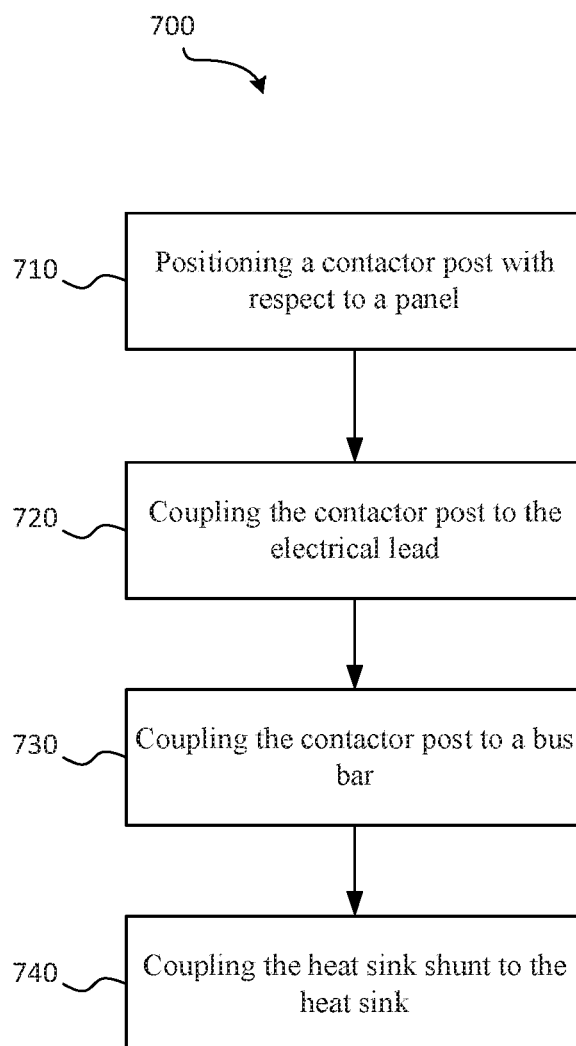 700
710
Positioning a contactor post with
respect to a panel
720
Coupling the contactor post to the
electrical lead
730
Coupling the contactor post to a bus
bar
740
Coupling the heat sink shunt to the
heat sink